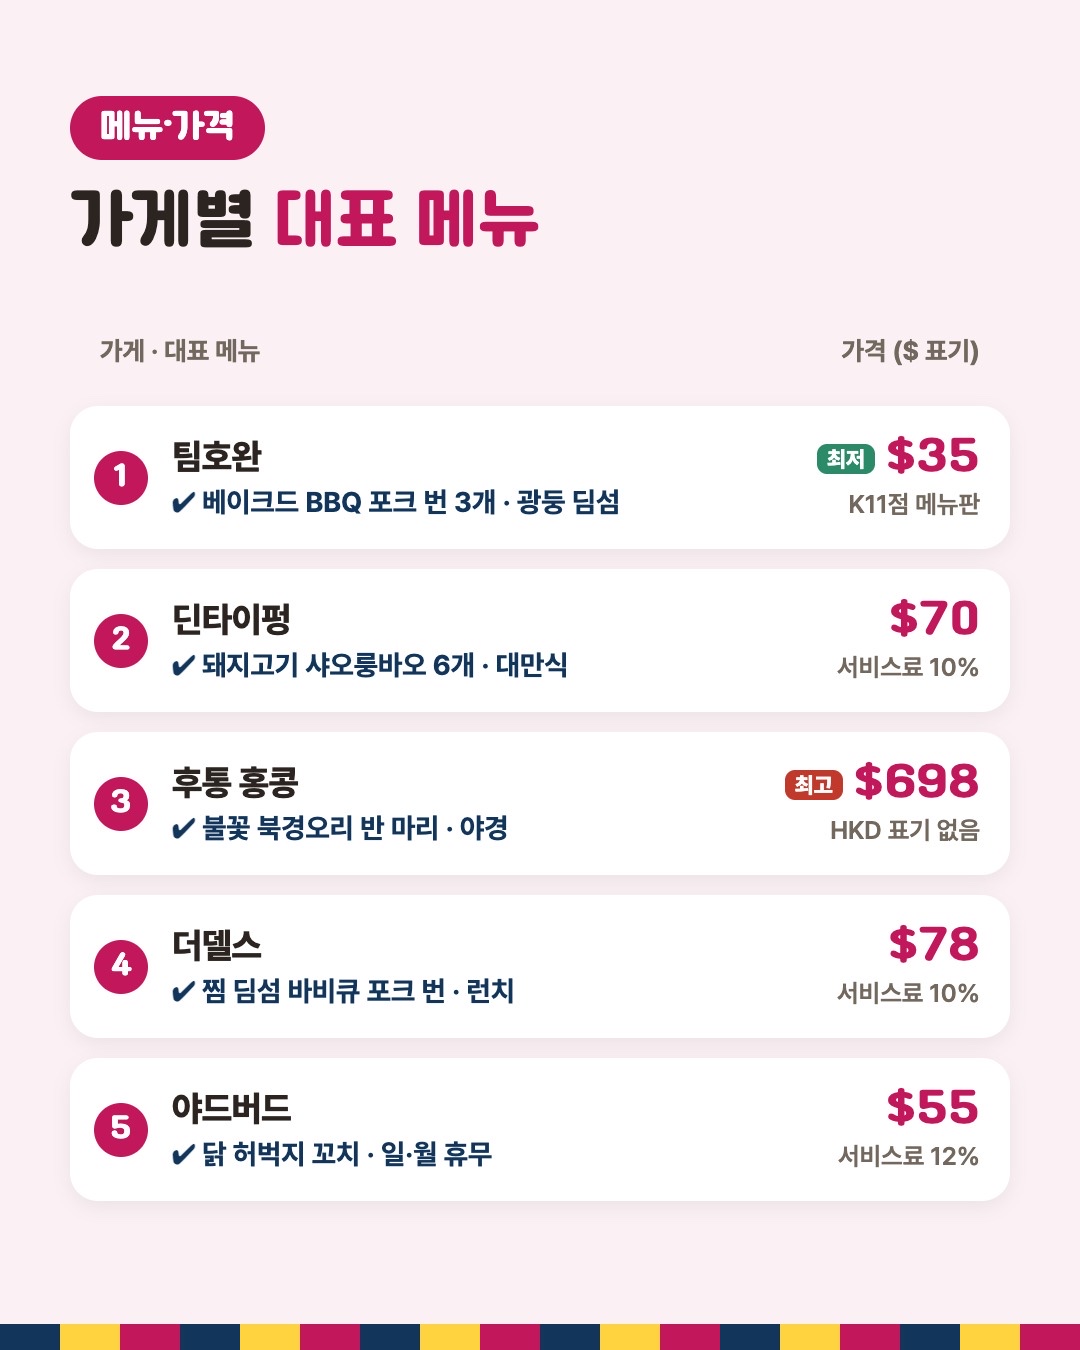 메뉴·가격
가게별 대표 메뉴
가게 · 대표 메뉴
가격 ($ 표기)
1
팀호완
✔ 베이크드 BBQ 포크 번 3개 · 광둥 딤섬
최저 $35
K11점 메뉴판
2
딘타이펑
✔ 돼지고기 샤오룽바오 6개 · 대만식
$70
서비스료 10%
3
후통 홍콩
✔ 불꽃 북경오리 반 마리 · 야경
최고 $698
HKD 표기 없음
4
더델스
✔ 찜 딤섬 바비큐 포크 번 · 런치
$78
서비스료 10%
5
야드버드
✔ 닭 허벅지 꼬치 · 일·월 휴무
$55
서비스료 12%